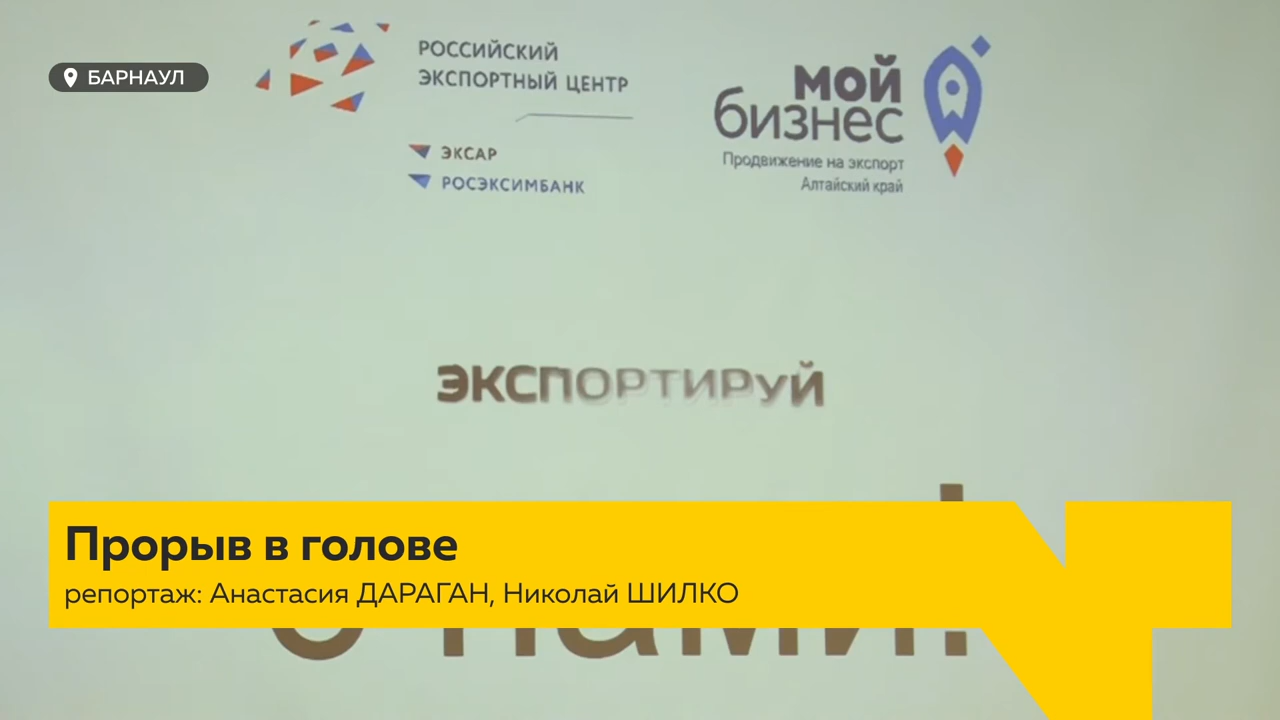 БАРНАУЛ
РОССИЙСКИЙ
ЭКСПОРТНЫЙ ЦЕНТР
ЭКСАР
РОСЭКСИМБАНК
мой
бизнес
Продвижение на экспорт
Алтайский край
ЭКСПОРТИРУЙ
Прорыв в голове
репортаж: Анастасия ДАРАГАН, Николай ШИЛКО
с нами!